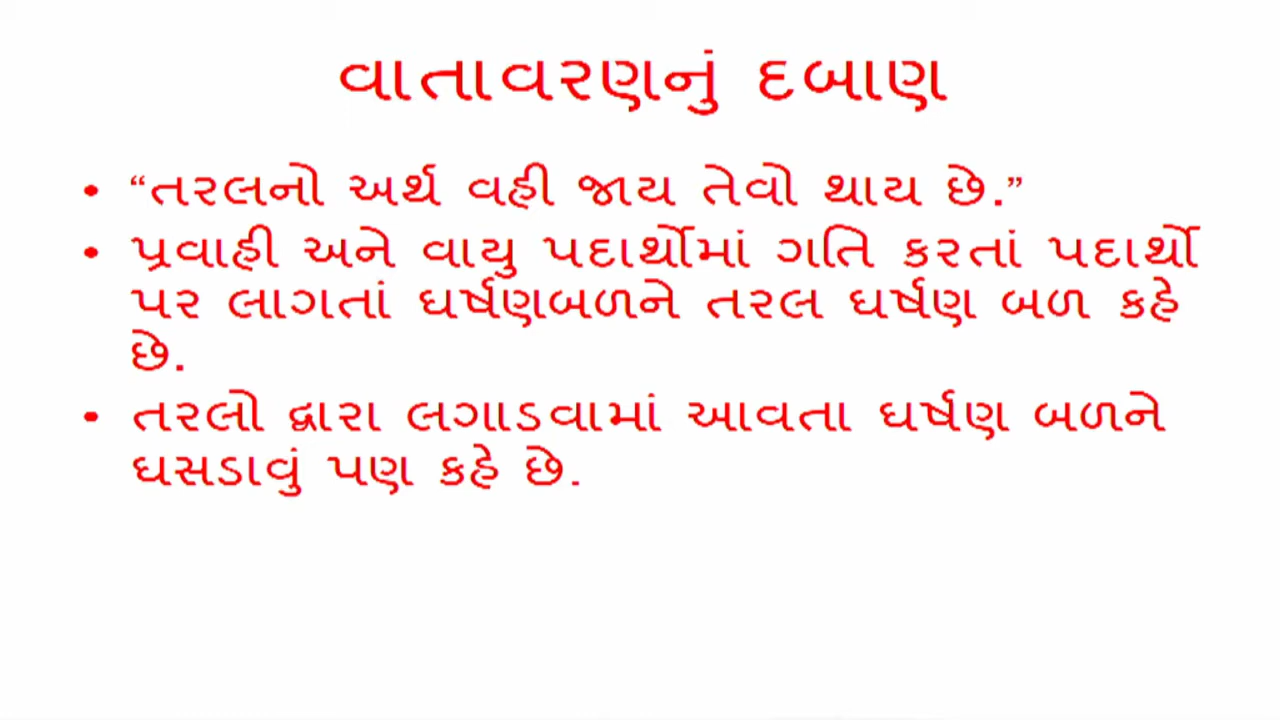 વાતાવરણનું દબાણ
• “તરલનો અર્થ વહી જાય તેવો થાય છે.”
• પ્રવાહી અને વાયુ પદાર્થોમાં ગતિ કરતાં પદાર્થો
પર લાગતાં ઘર્ષણબળને તરલ ઘર્ષણ બળ કહે
છે.
• તરલો દ્વારા લગાડવામાં આવતા ઘર્ષણ બળને
ઘસડાવું પણ કહે છે.